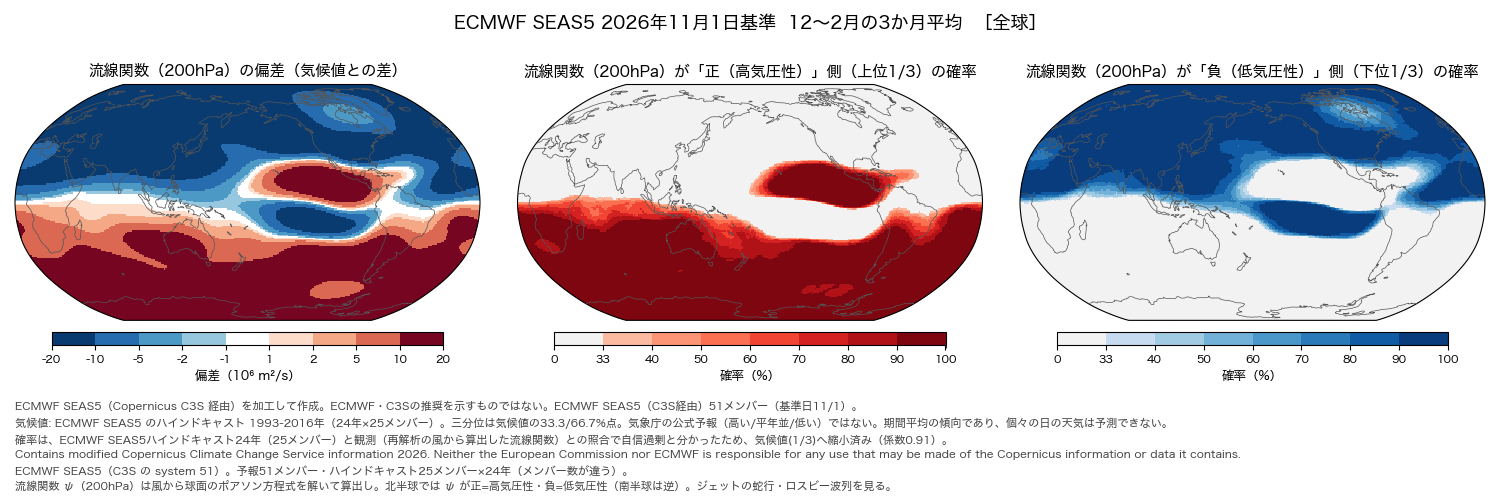 ECMWF SEAS5 2026年11月1日基準  12～2月の3か月平均  ［全球］
流線関数（200hPa）の偏差（気候値との差）
流線関数（200hPa）が「正（高気圧性）」側（上位1/3）の確率
流線関数（200hPa）が「負（低気圧性）」側（下位1/3）の確率
-20 -10 -5 -2 -1 1 2 5 10 20
偏差（10⁶ m²/s）
0 33 40 50 60 70 80 90 100
確率（%）
0 33 40 50 60 70 80 90 100
確率（%）
ECMWF SEAS5（Copernicus C3S 経由）を加工して作成。ECMWF・C3Sの推奨を示すものではない。ECMWF SEAS5（C3S経由）51メンバー（基準日11/1）。
気候値: ECMWF SEAS5 のハインドキャスト 1993-2016年（24年×25メンバー）。三分位は気候値の33.3/66.7%点。気象庁の公式予報（高い/平年並/低い）ではない。期間平均の傾向であり、個々の日の天気は予測できない。
確率は、ECMWF SEAS5ハインドキャスト24年（25メンバー）と観測（再解析の風から算出した流線関数）との照合で自信過剰と分かったため、気候値(1/3)へ縮小済み（係数0.91）。
Contains modified Copernicus Climate Change Service information 2026. Neither the European Commission nor ECMWF is responsible for any use that may be made of the Copernicus information or data it contains.
ECMWF SEAS5（C3S の system 51）。予報51メンバー・ハインドキャスト25メンバー×24年（メンバー数が違う）。
流線関数 ψ（200hPa）は風から球面のポアソン方程式を解いて算出し。北半球では ψ が正=高気圧性・負=低気圧性（南半球は逆）。ジェットの蛇行・ロスビー波列を見る。